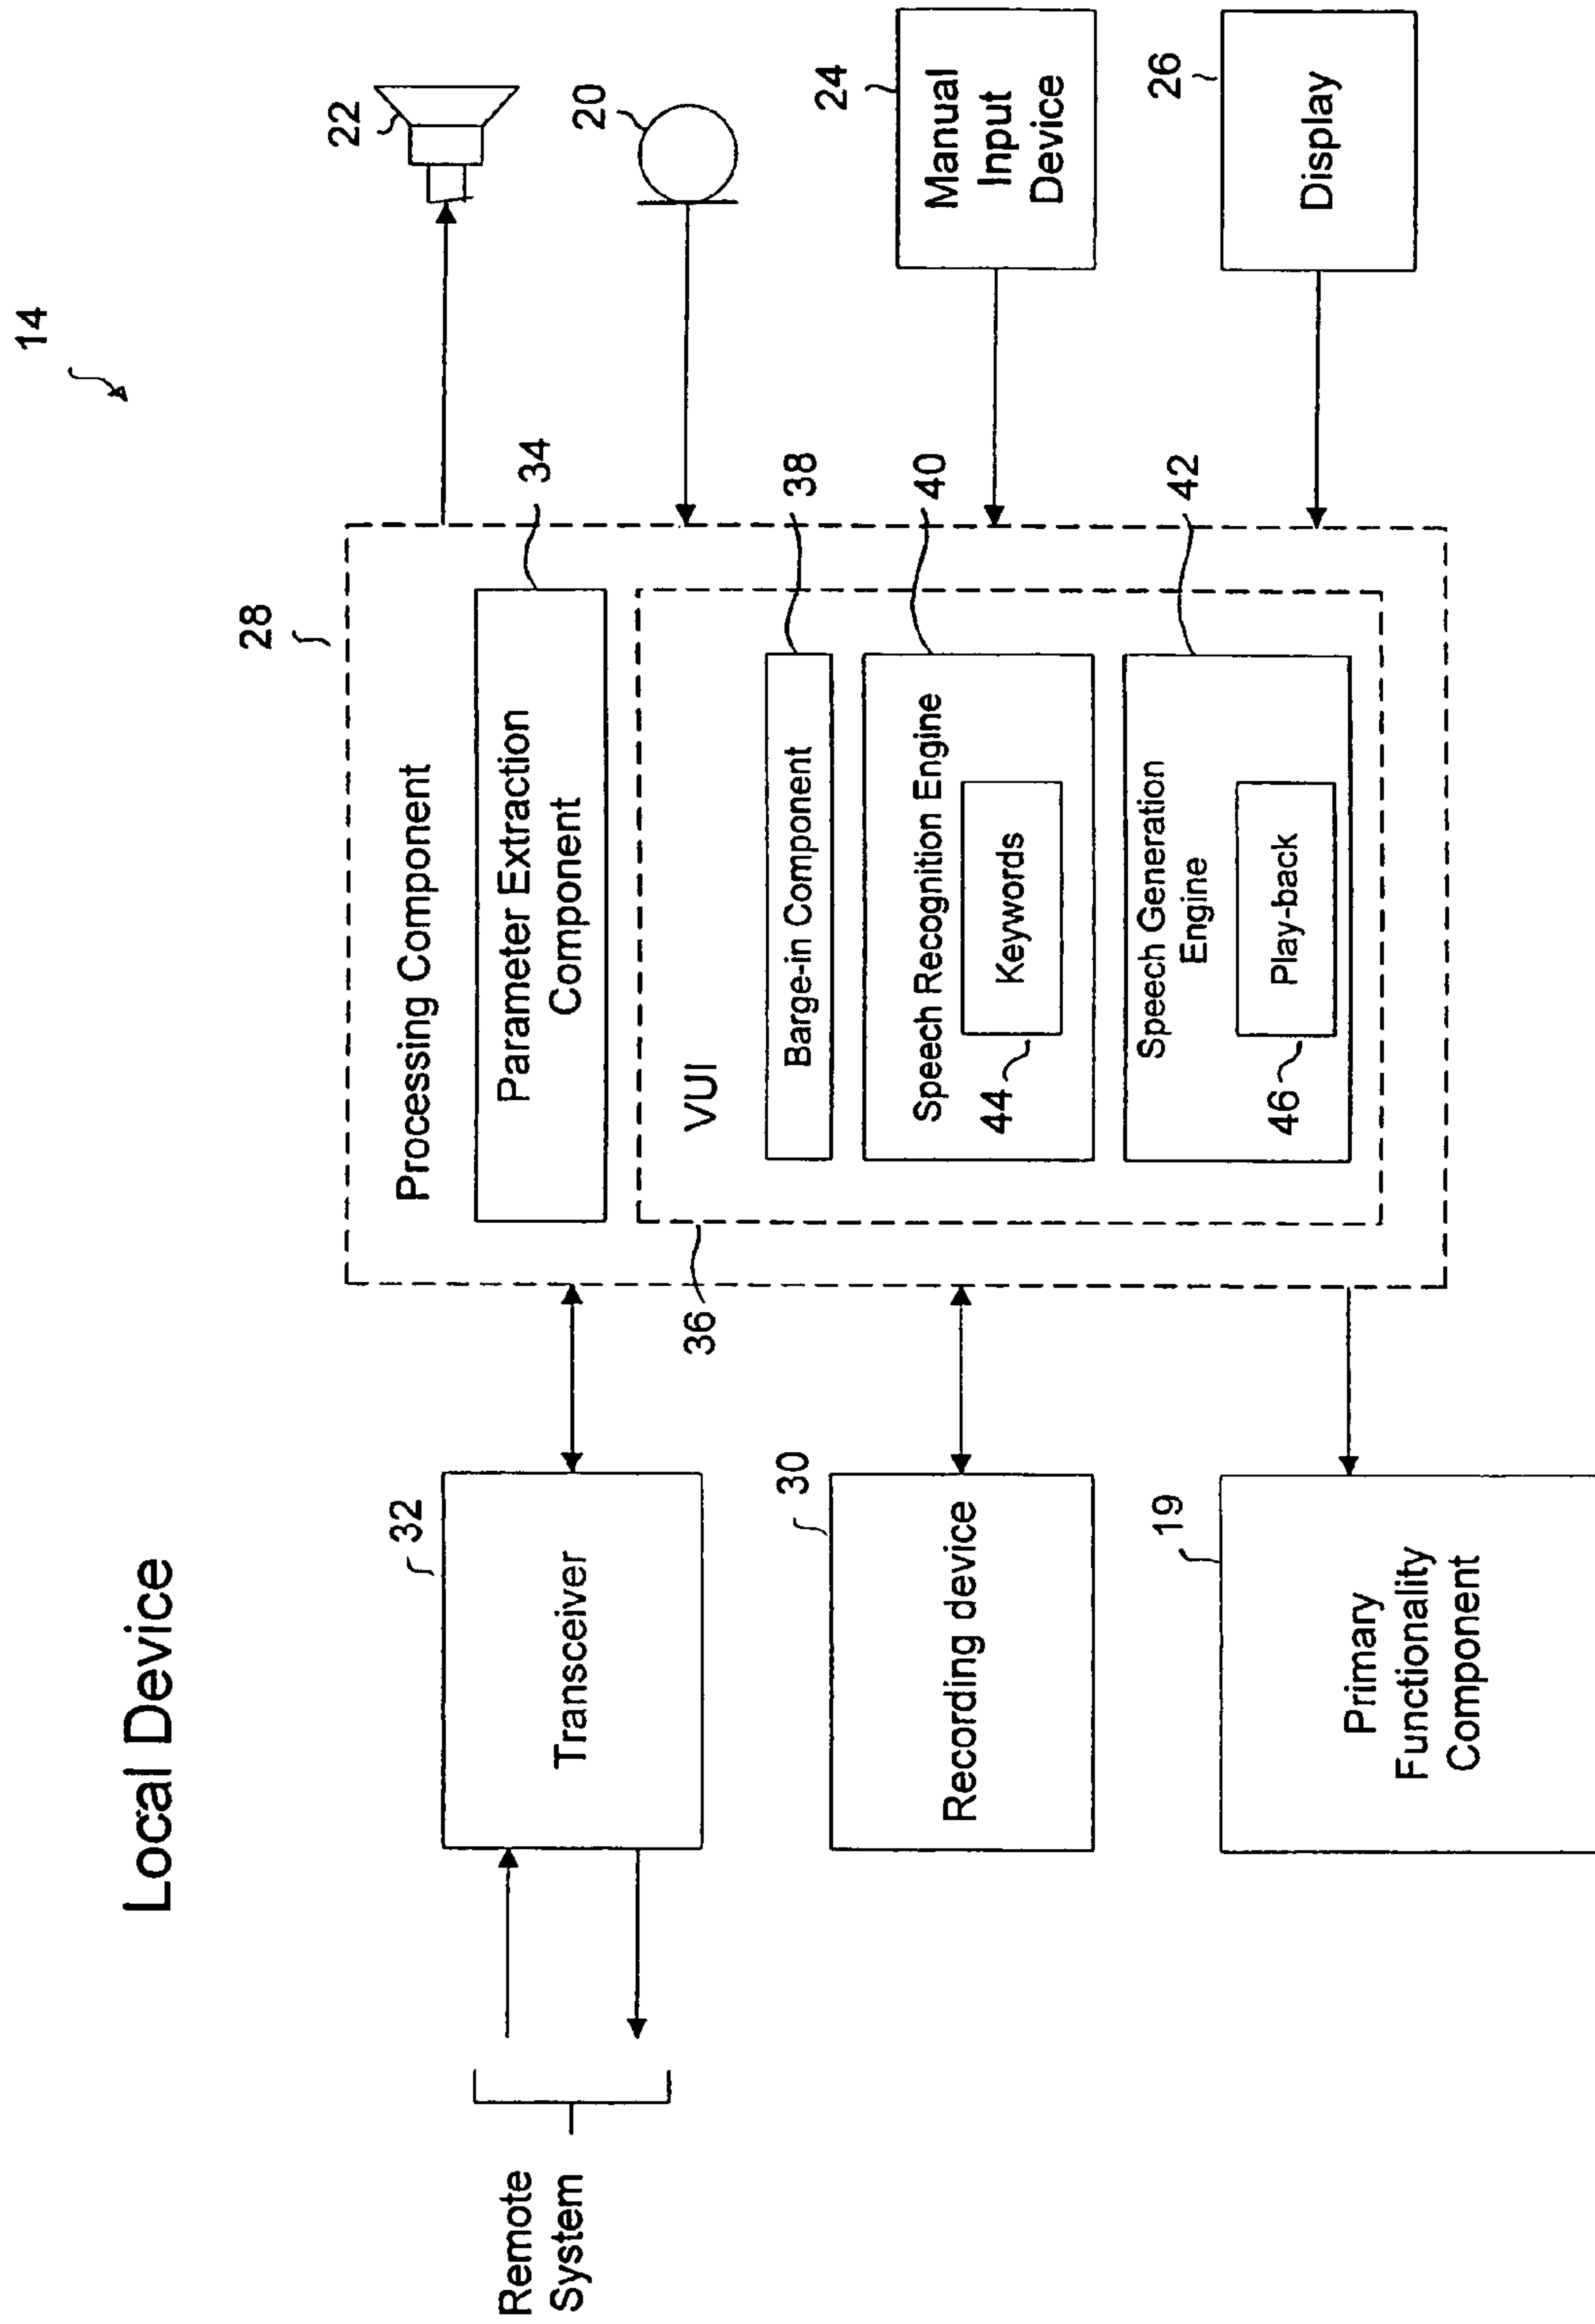 Local Device
14
28
Processing Component
34
Parameter Extraction
Component
36
VUI
38
Barge-in Component
40
Speech Recognition Engine
44
Keywords
42
Speech Generation
Engine
46
Play-back
Remote
System
32
Transceiver
30
Recording device
19
Primary
Functionality
Component
22
20
24
Manual
Input
Device
26
Display